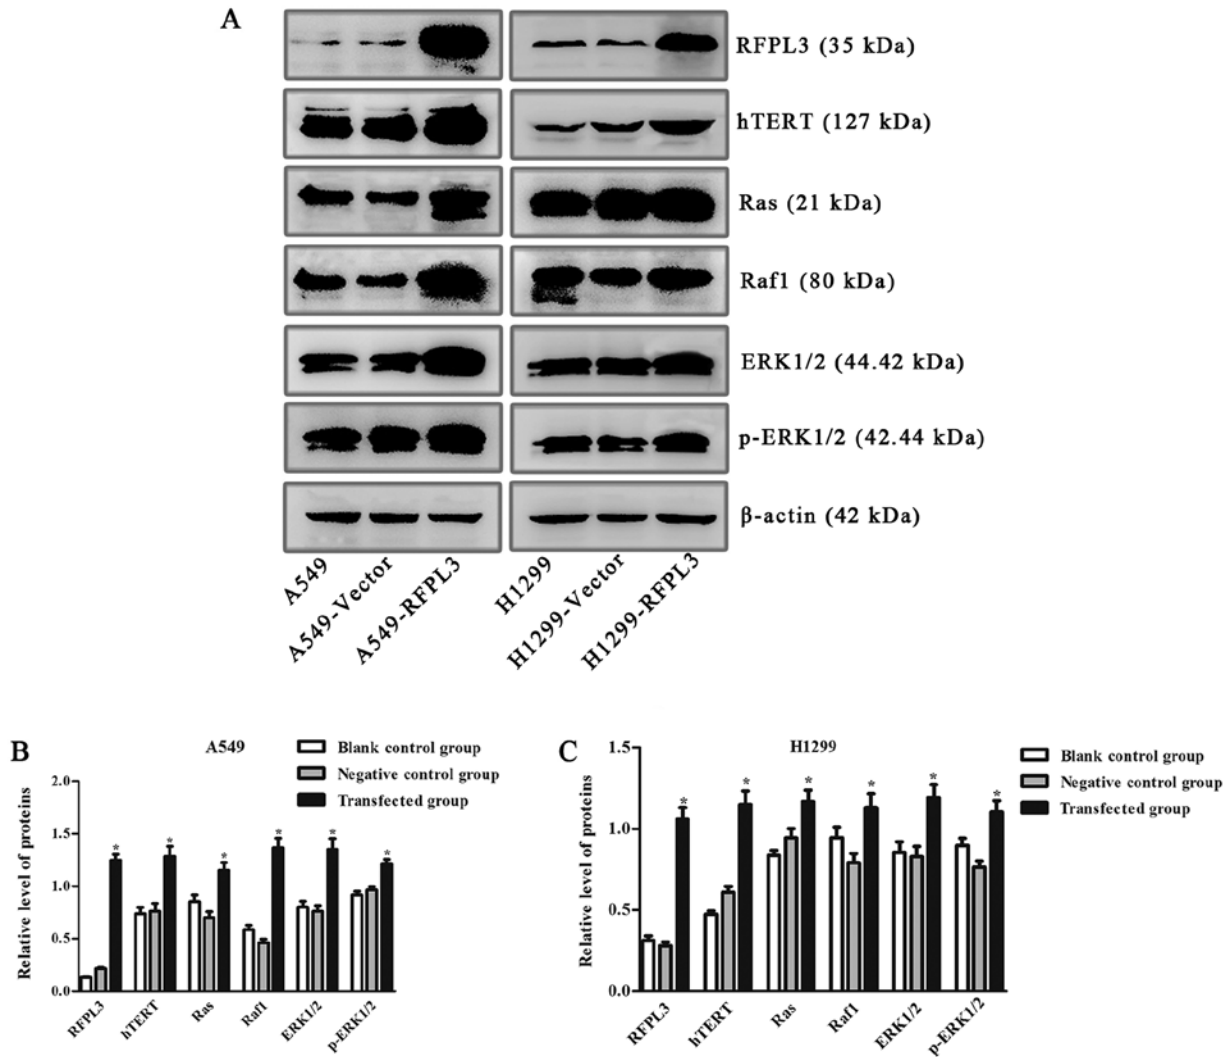 A
RFPL3 (35 kDa)
hTERT (127 kDa)
Ras (21 kDa)
Raf1 (80 kDa)
ERK1/2 (44.42 kDa)
p-ERK1/2 (42.44 kDa)
β-actin (42 kDa)
A549
A549-Vector
A549-RFPL3
H1299
H1299-Vector
H1299-RFPL3
B
A549
Blank control group
Negative control group
Transfected group
Relative level of proteins
2.0
1.5
1.0
0.5
0.0
*
*
*
*
*
*
RFPL3
hTERT
Ras
Raf1
ERK1/2
p-ERK1/2
C
H1299
Blank control group
Negative control group
Transfected group
Relative level of proteins
1.5
1.0
0.5
0.0
*
*
*
*
*
*
RFPL3
hTERT
Ras
Raf1
ERK1/2
p-ERK1/2